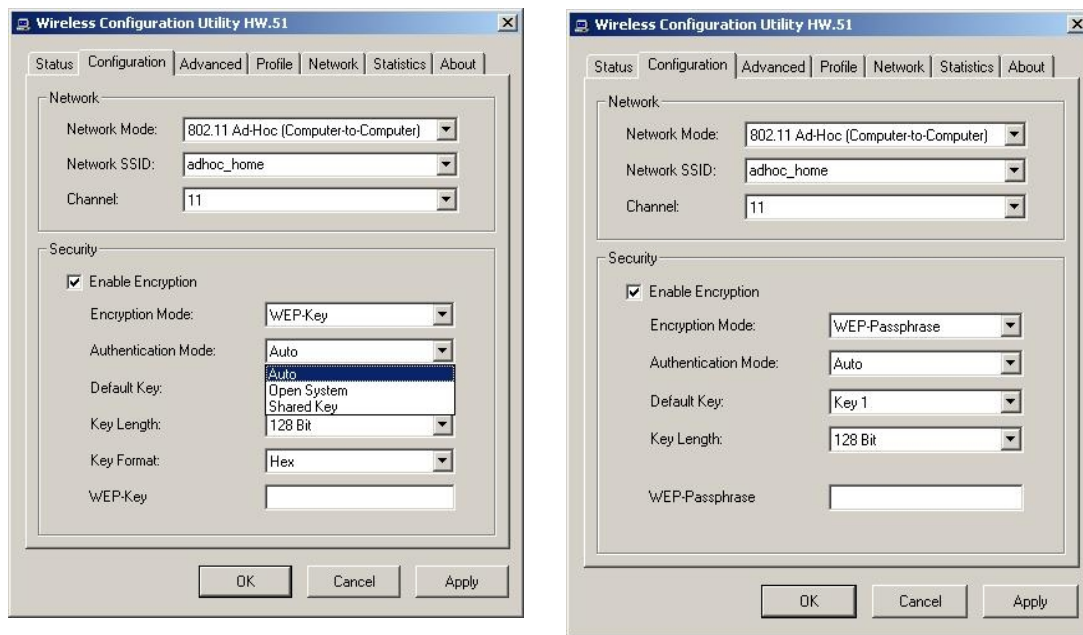 Wireless Configuration Utility HW.51
Status Configuration Advanced Profile Network Statistics About
Network
Network Mode: 802.11 Ad-Hoc (Computer-to-Computer)
Network SSID: adhoc_home
Channel: 11
Security
Enable Encryption
Encryption Mode: WEP-Key
Authentication Mode: Auto
Auto
Default Key: Open System
Shared Key
Key Length: 128 Bit
Key Format: Hex
WEP-Key
OK Cancel Apply
Wireless Configuration Utility HW.51
Status Configuration Advanced Profile Network Statistics About
Network
Network Mode: 802.11 Ad-Hoc (Computer-to-Computer)
Network SSID: adhoc_home
Channel: 11
Security
Enable Encryption
Encryption Mode: WEP-Passphrase
Authentication Mode: Auto
Default Key: Key 1
Key Length: 128 Bit
WEP-Passphrase
OK Cancel Apply